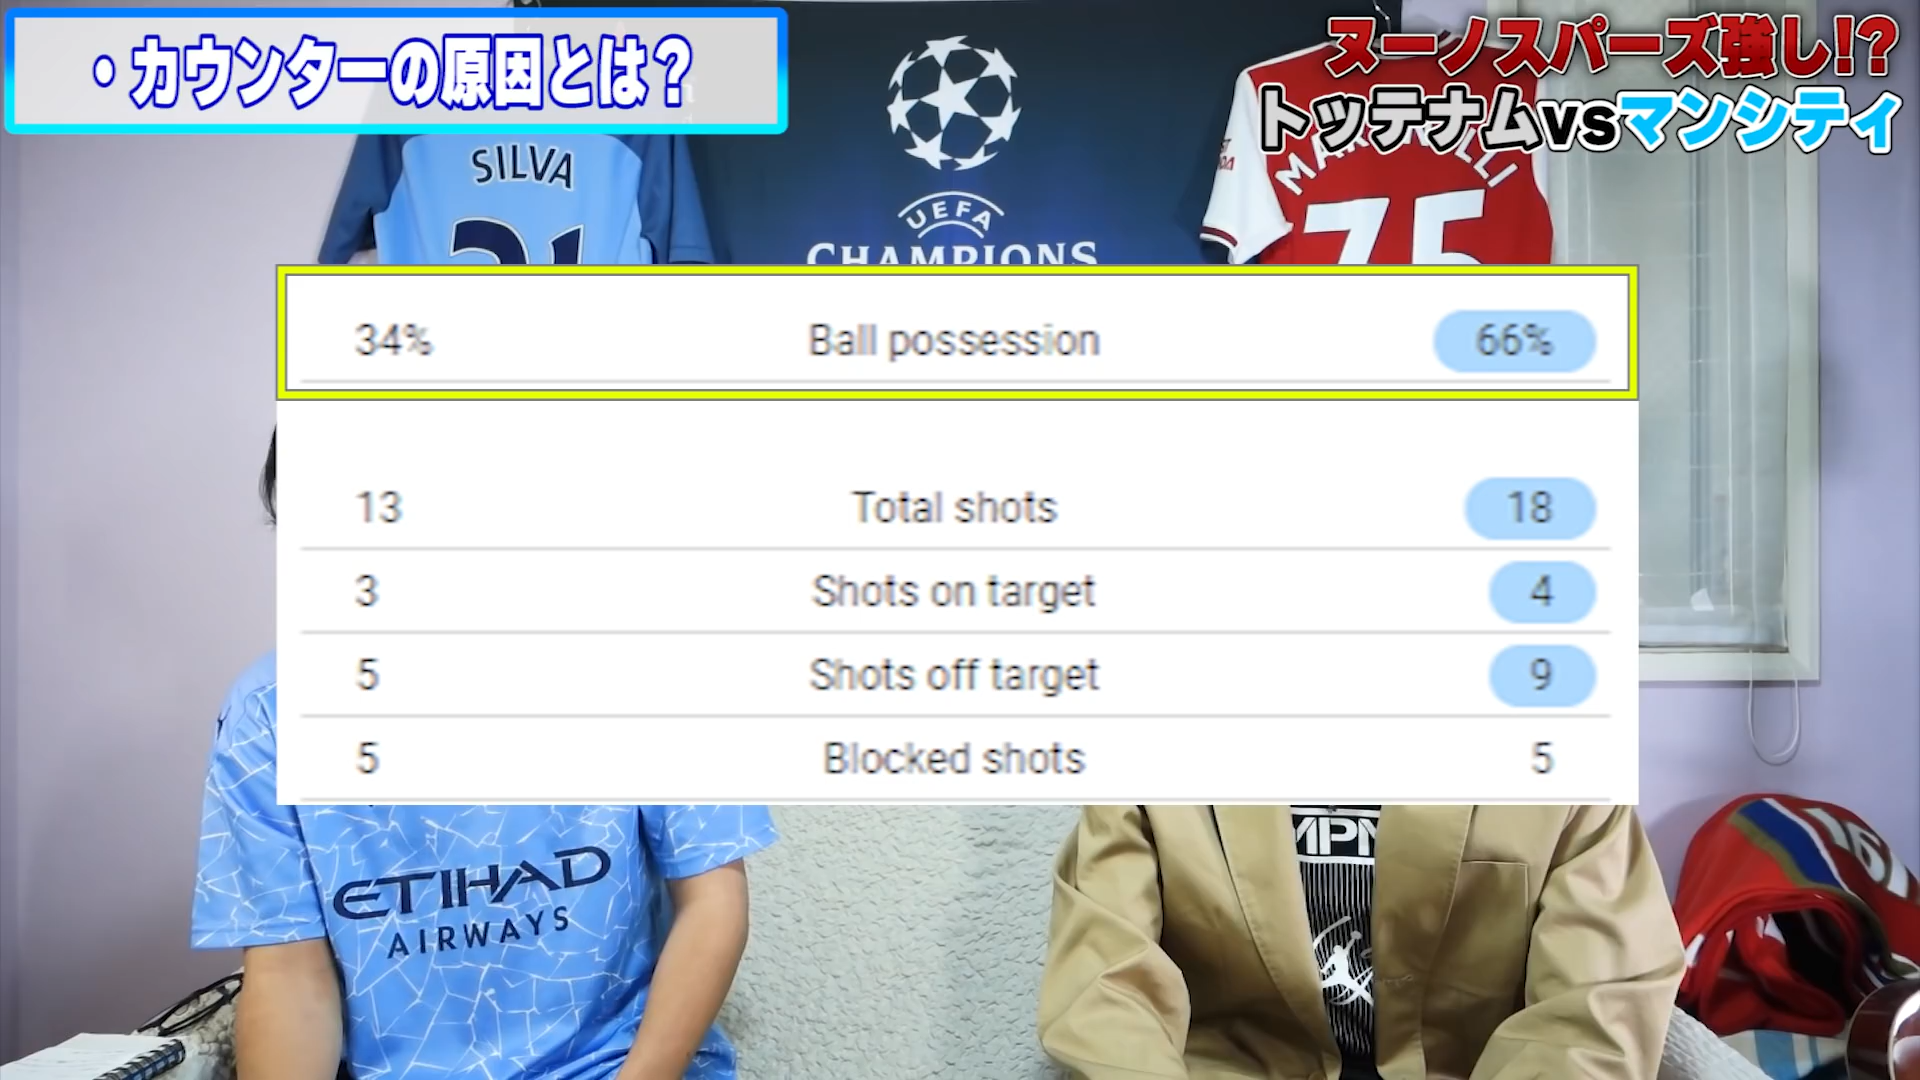 ・カウンターの原因とは？
ヌーノスパーズ強し!?
トッテナムvsマンシティ
SILVA
21
UEFA
CHAMPIONS
75
34% Ball possession 66%
13 Total shots 18
3 Shots on target 4
5 Shots off target 9
5 Blocked shots 5
ETIHAD
AIRWAYS